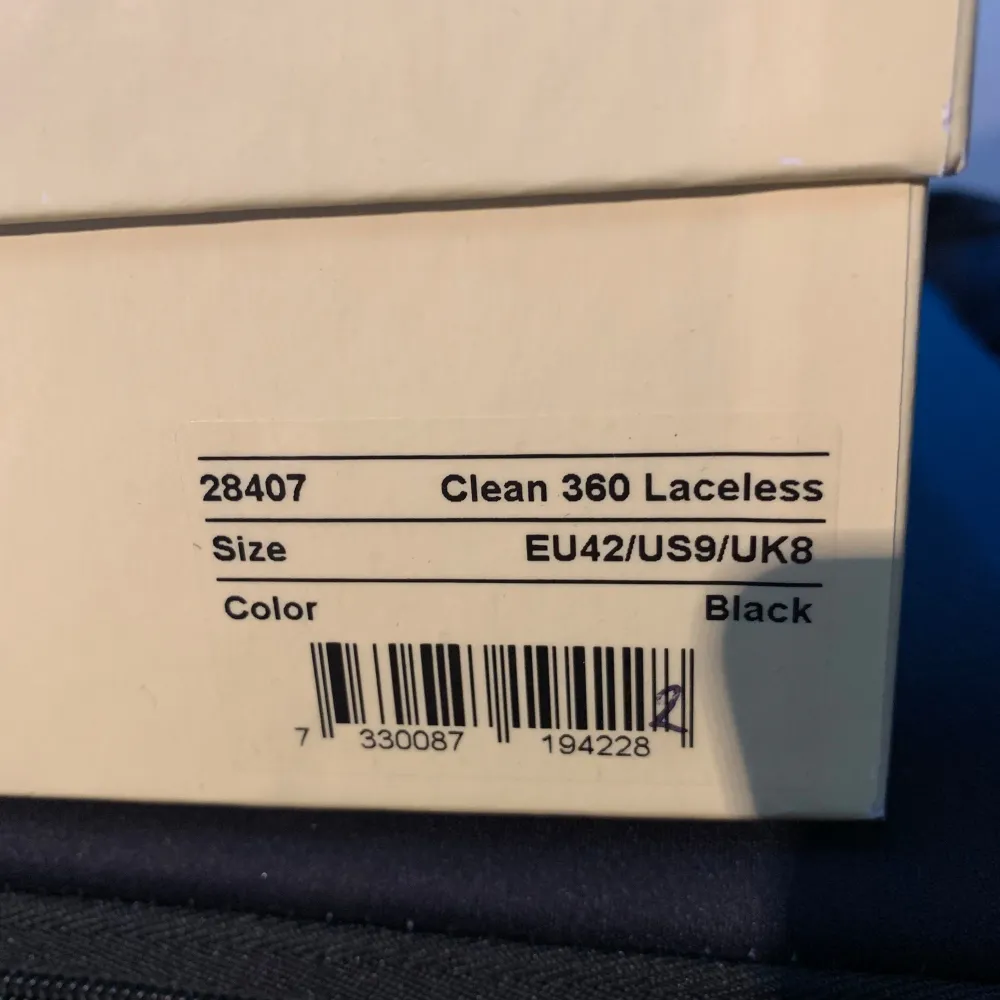 28407 Clean 360 Laceless
Size EU42/US9/UK8
Color Black
2
7 330087 194228